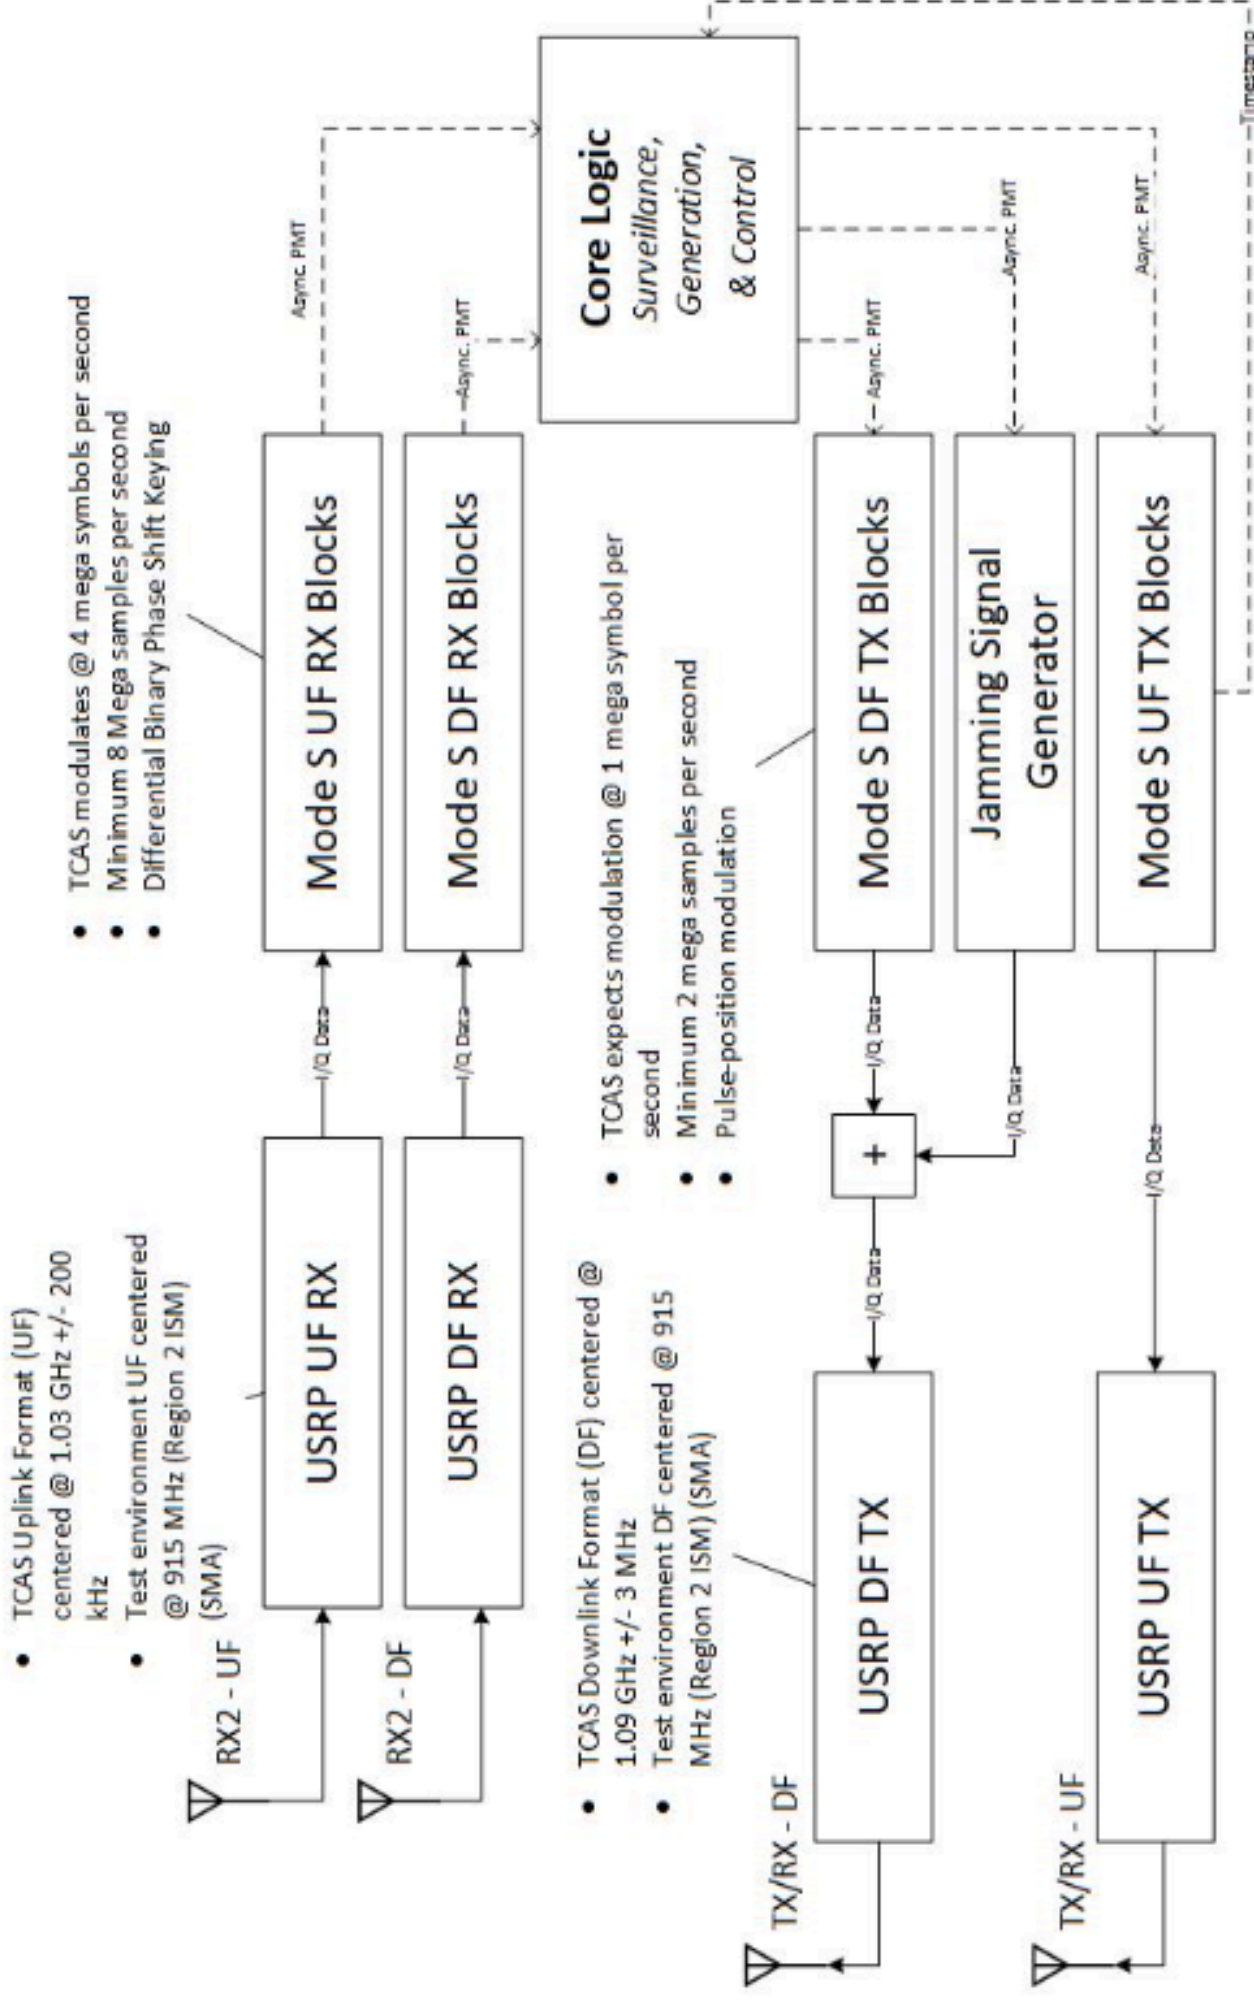 TCAS Uplink Format (UF)
centered @ 1.03 GHz +/- 200
kHz
Test environment UF centered
@ 915 MHz (Region 2 ISM)
(SMA)
TCAS modulates @ 4 mega symbols per second
Minimum 8 Mega samples per second
Differential Binary Phase Shift Keying
RX2 - UF
USRP UF RX
I/Q Data
Mode S UF RX Blocks
Async. PMT
RX2 - DF
USRP DF RX
I/Q Data
Mode S DF RX Blocks
Async. PMT
Core Logic
Surveillance,
Generation,
& Control
TCAS Downlink Format (DF) centered @
1.09 GHz +/- 3 MHz
Test environment DF centered @ 915
MHz (Region 2 ISM) (SMA)
TCAS expects modulation @ 1 mega symbol per
second
Minimum 2 mega samples per second
Pulse-position modulation
TX/RX - DF
USRP DF TX
I/Q Data
+
I/Q Data
Mode S DF TX Blocks
Async. PMT
I/Q Data
Jamming Signal
Generator
Async. PMT
TX/RX - UF
USRP UF TX
I/Q Data
Mode S UF TX Blocks
Async. PMT
Timestamp